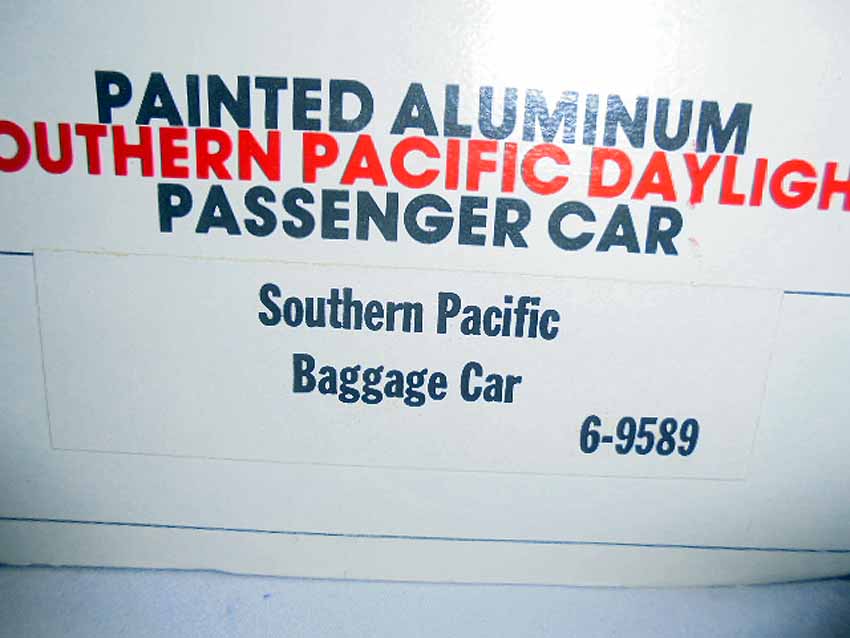 PAINTED ALUMINUM
OUTHERN PACIFIC DAYLIGH
PASSENGER CAR
Southern Pacific
Baggage Car
6-9589